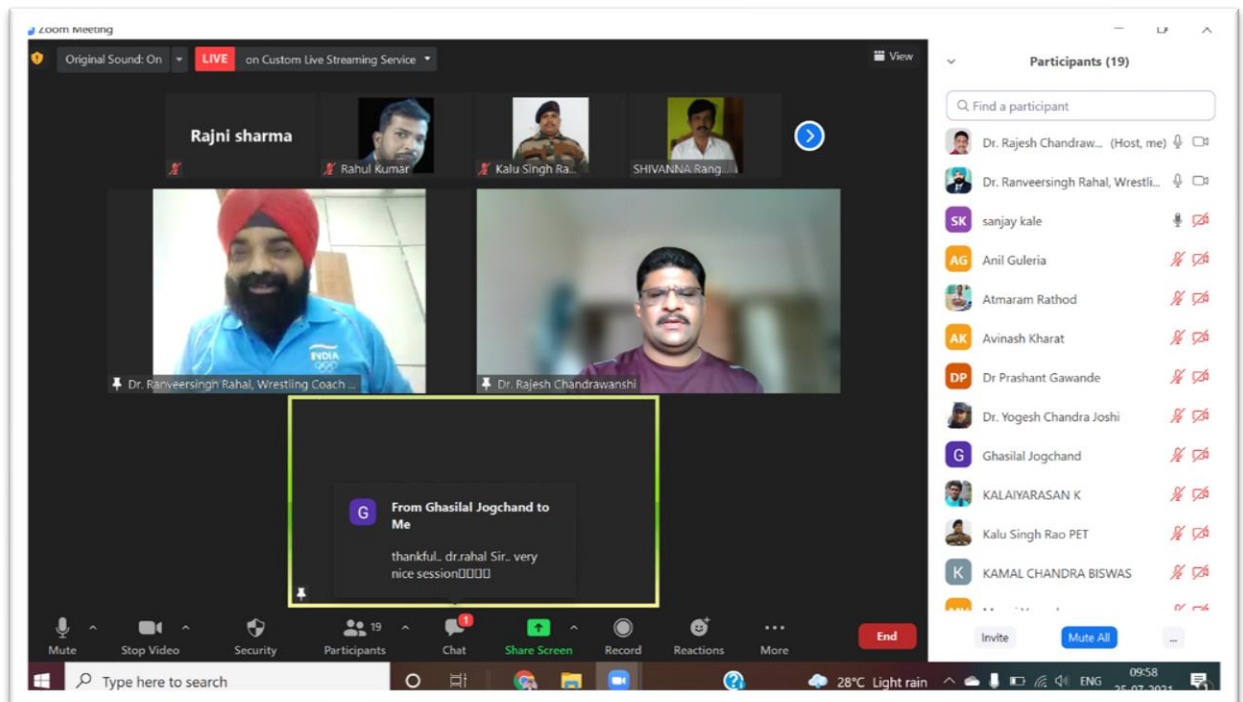 Zoom Meeting
Original Sound: On
LIVE on Custom Live Streaming Service
View
Rajni sharma
Rahul Kumar
Kalu Singh Ra...
SHIVANNA Rang...
INDIA
Dr. Ranveersingh Rahal, Wrestling Coach ...
Dr. Rajesh Chandrawanshi
G
From Ghasilal Jogchand to
Me
thankful.. dr.rahal Sir.. very
nice session▯▯▯▯
Participants (19)
Find a participant
Dr. Rajesh Chandraw... (Host, me)
Dr. Ranveersingh Rahal, Wrestli...
SK sanjay kale
AG Anil Guleria
Atmaram Rathod
AK Avinash Kharat
DP Dr Prashant Gawande
Dr. Yogesh Chandra Joshi
G Ghasilal Jogchand
KALAIYARASAN K
Kalu Singh Rao PET
K KAMAL CHANDRA BISWAS
Invite Mute All ...
Mute
Stop Video
Security
19
Participants
1
Chat
Share Screen
Record
Reactions
More
End
Type here to search
28°C Light rain
ENG
09:58
25-07-2021